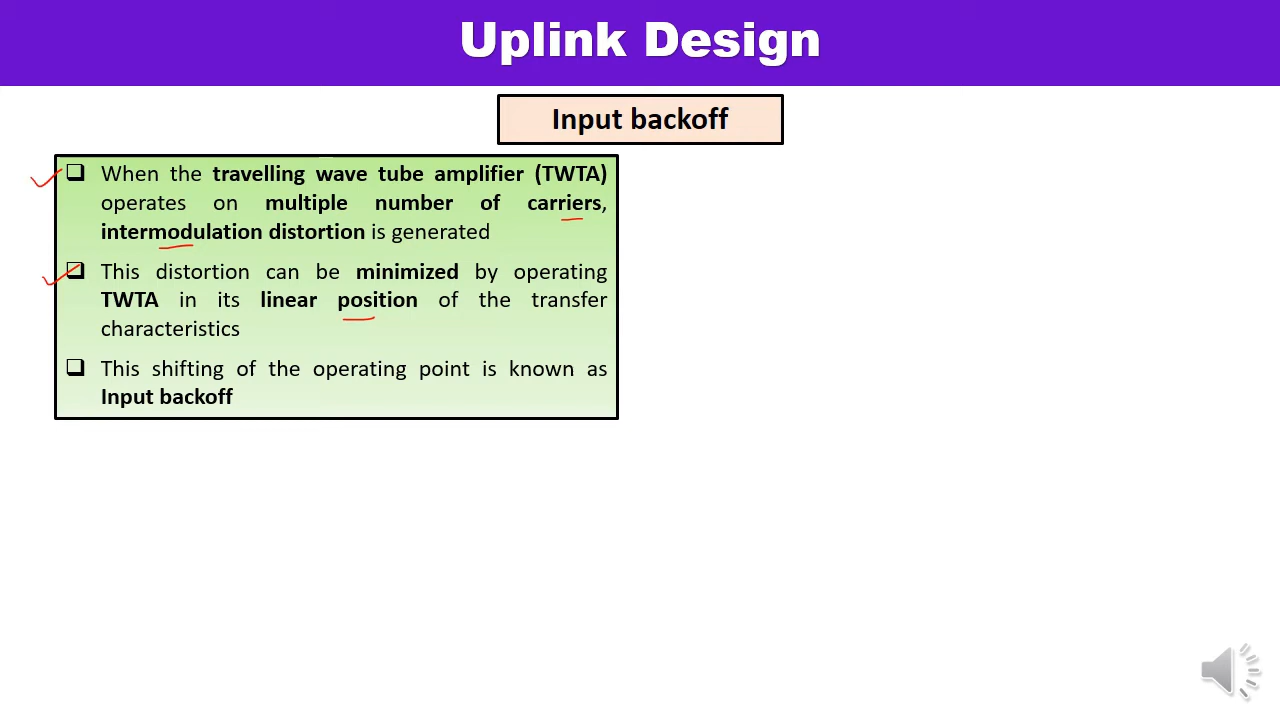 Uplink Design
Input backoff
When the travelling wave tube amplifier (TWTA)
operates on multiple number of carriers,
intermodulation distortion is generated
This distortion can be minimized by operating
TWTA in its linear position of the transfer
characteristics
This shifting of the operating point is known as
Input backoff